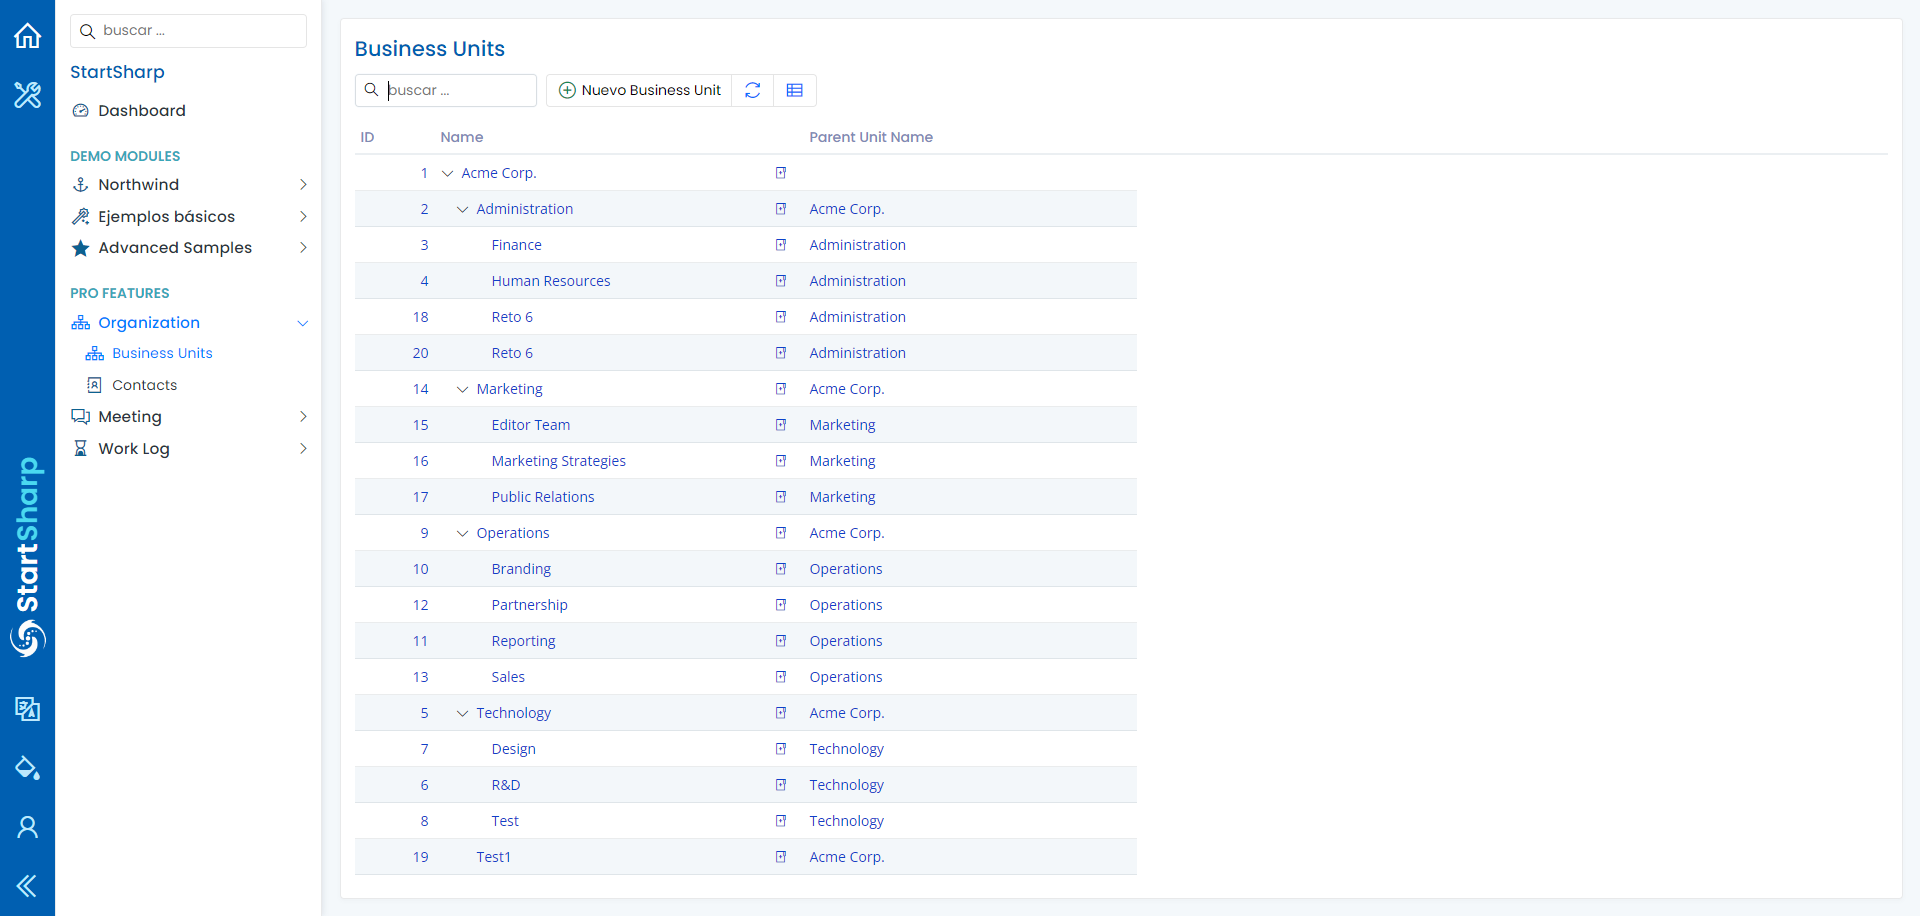 buscar ...
StartSharp
Dashboard
DEMO MODULES
Northwind
Ejemplos básicos
Advanced Samples
PRO FEATURES
Organization
Business Units
Contacts
Meeting
Work Log
StartSharp
Business Units
buscar ...
Nuevo Business Unit
ID Name Parent Unit Name
1 Acme Corp.
2 Administration Acme Corp.
3 Finance Administration
4 Human Resources Administration
18 Reto 6 Administration
20 Reto 6 Administration
14 Marketing Acme Corp.
15 Editor Team Marketing
16 Marketing Strategies Marketing
17 Public Relations Marketing
9 Operations Acme Corp.
10 Branding Operations
12 Partnership Operations
11 Reporting Operations
13 Sales Operations
5 Technology Acme Corp.
7 Design Technology
6 R&D Technology
8 Test Technology
19 Test1 Acme Corp.